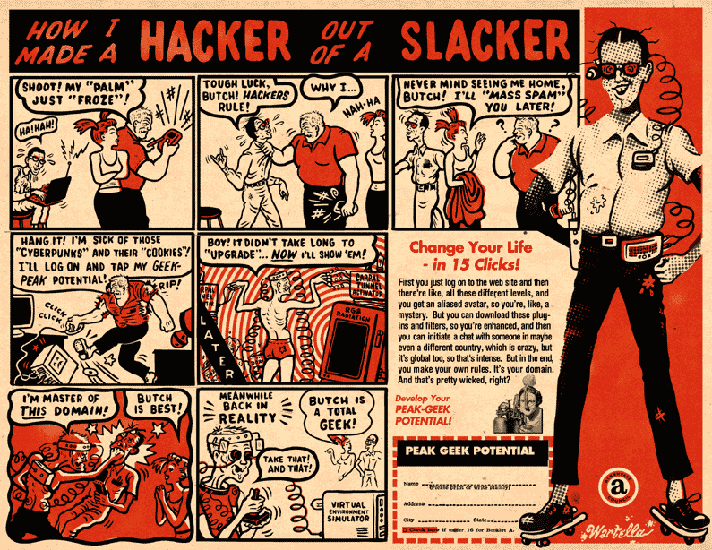 HOW I
MADE A
HACKER
OUT
OF A
SLACKER
SHOOT! MY "PALM"
JUST "FROZE"!
HA! HAH!
TOUGH LUCK,
BUTCH! HACKERS
RULE!
WHY I...
HAH-HA
NEVER MIND SEEING ME HOME,
BUTCH! I'LL "MASS SPAM"
YOU LATER!
? ?
HANG IT! I'M SICK OF THOSE
"CYBERPUNKS" AND THEIR "COOKIES"!
I'LL LOG ON AND TAP MY GEEK-
PEAK POTENTIAL!
RIP!
CLICK
CLICK
BOY! IT DIDN'T TAKE LONG TO
"UPGRADE"... NOW I'LL SHOW 'EM!
TUNNEL
RADIATION
LATER
Change Your Life
- in 15 Clicks!
First you just log on to the web site and then
there're like, all these different levels, and
you get an aliased avatar, so you're, like, a
mystery. But you can download these plug-
ins and filters, so you're enhanced, and then
you can initiate a chat with someone in maybe
even a different country, which is crazy, but
it's global too, so that's intense. But in the end,
you make your own rules. It's your domain.
And that's pretty wicked, right?
Develop Your
PEAK-GEEK
POTENTIAL!
I'M MASTER OF
THIS DOMAIN!
BUTCH
IS BEST!
MEANWHILE
BACK IN
REALITY
BUTCH IS
A TOTAL
GEEK!
TAKE THAT!
AND THAT!
VIRTUAL
ENVIRONMENT
SIMULATOR
PEAK GEEK POTENTIAL
Name
Address
City
State
a
Wartella